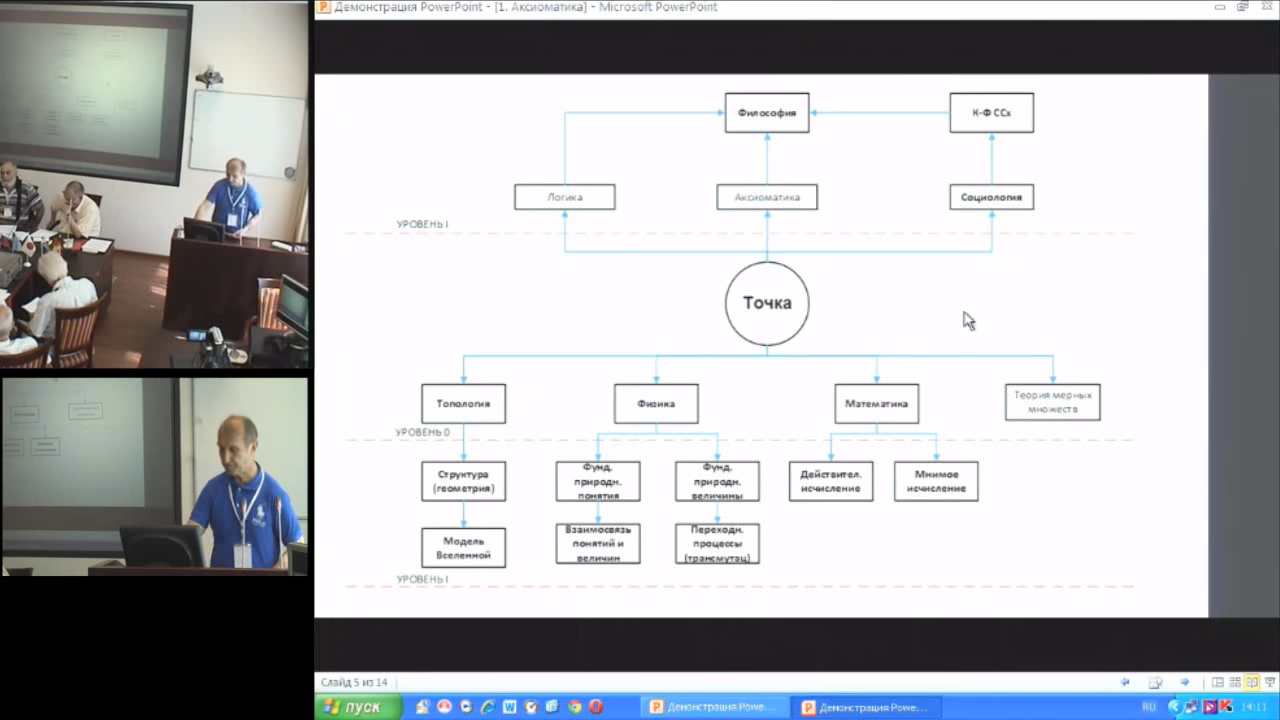 Демонстрация PowerPoint - [1. Аксиоматика] - Microsoft PowerPoint
Философия
К-Ф ССх
Логика
Аксиоматика
Социология
УРОВЕНЬ I
Точка
Топология
Физика
Математика
Теория мерных
множеств
УРОВЕНЬ 0
Структура
(геометрия)
Фунд.
природн.
понятия
Фунд.
природн.
величины
Действител.
исчисление
Мнимое
исчисление
Модель
Вселенной
Взаимосвязь
понятий и
величин
Переходн.
процессы
(трансмутац)
УРОВЕНЬ I
Слайд 5 из 14
пуск
Демонстрация Powe...
Демонстрация Powe...
RU
14:11